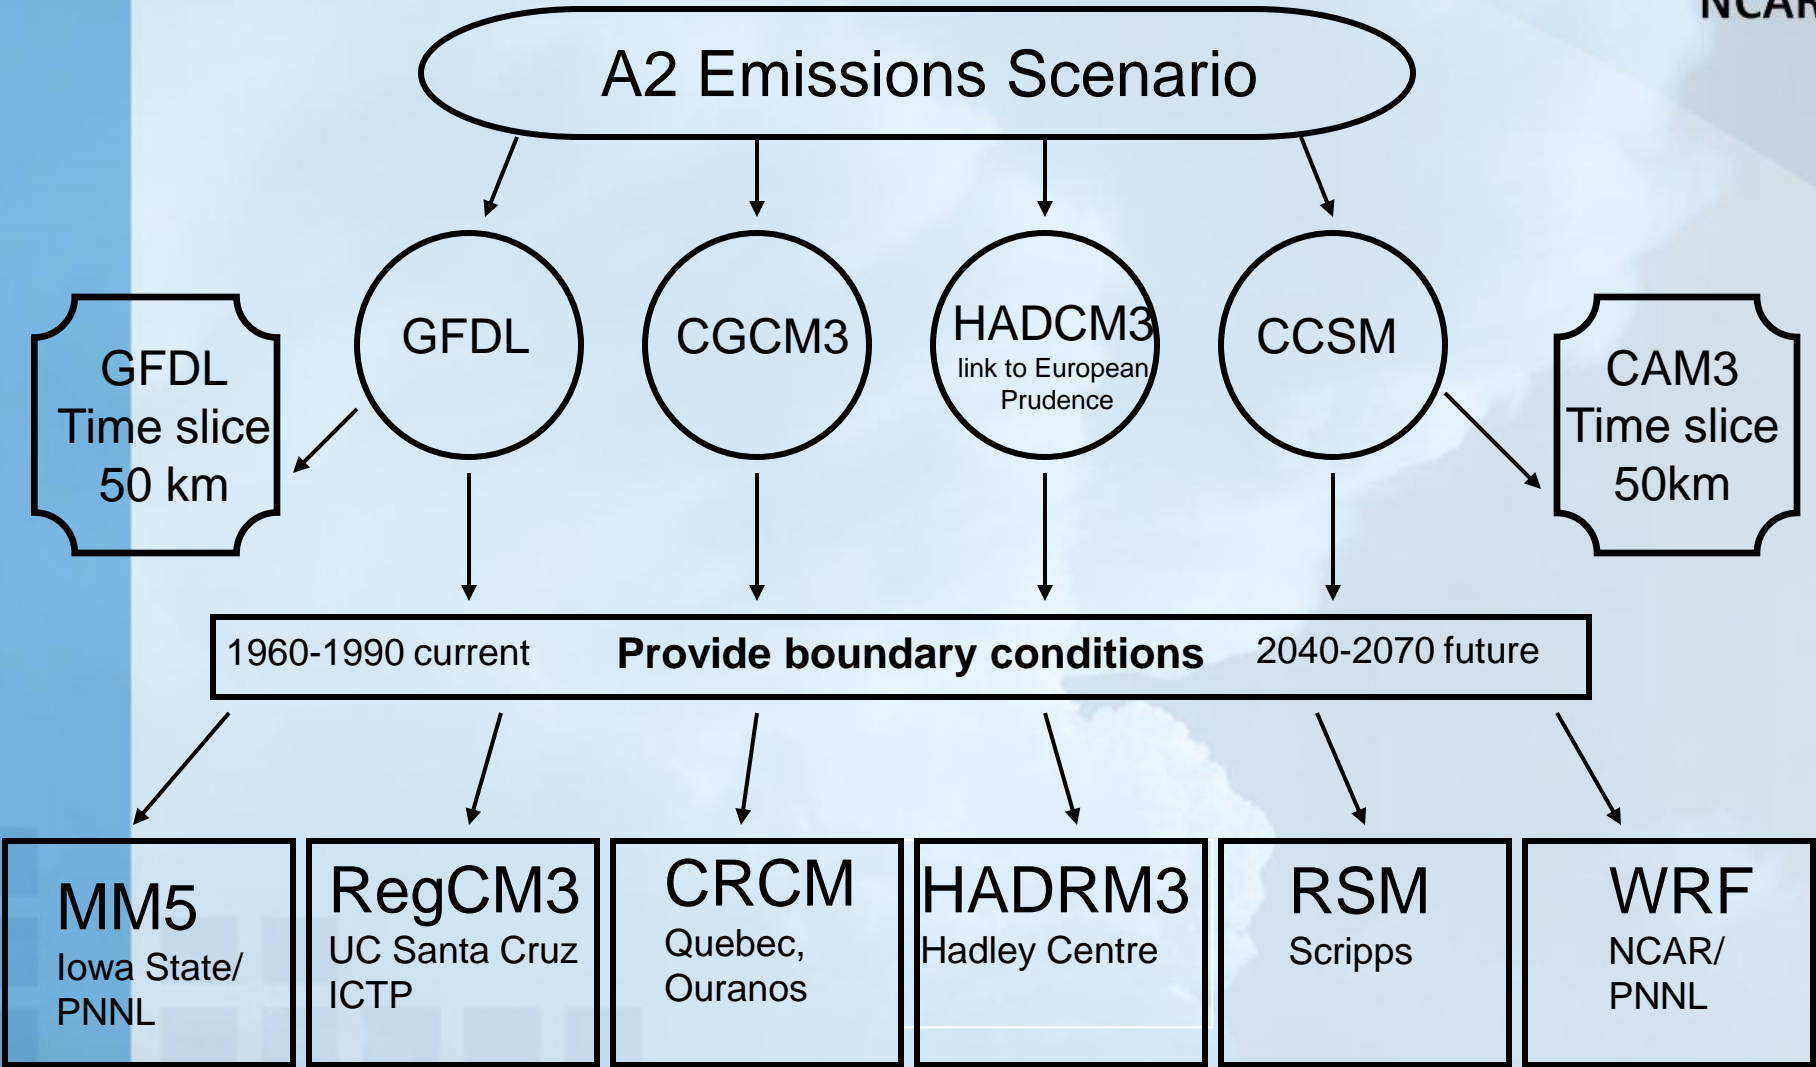 NCAR
A2 Emissions Scenario
GFDL
CGCM3
HADCM3
link to European
Prudence
CCSM
GFDL
Time slice
50 km
CAM3
Time slice
50km
1960-1990 current
Provide boundary conditions
2040-2070 future
MM5
Iowa State/
PNNL
RegCM3
UC Santa Cruz
ICTP
CRCM
Quebec,
Ouranos
HADRM3
Hadley Centre
RSM
Scripps
WRF
NCAR/
PNNL